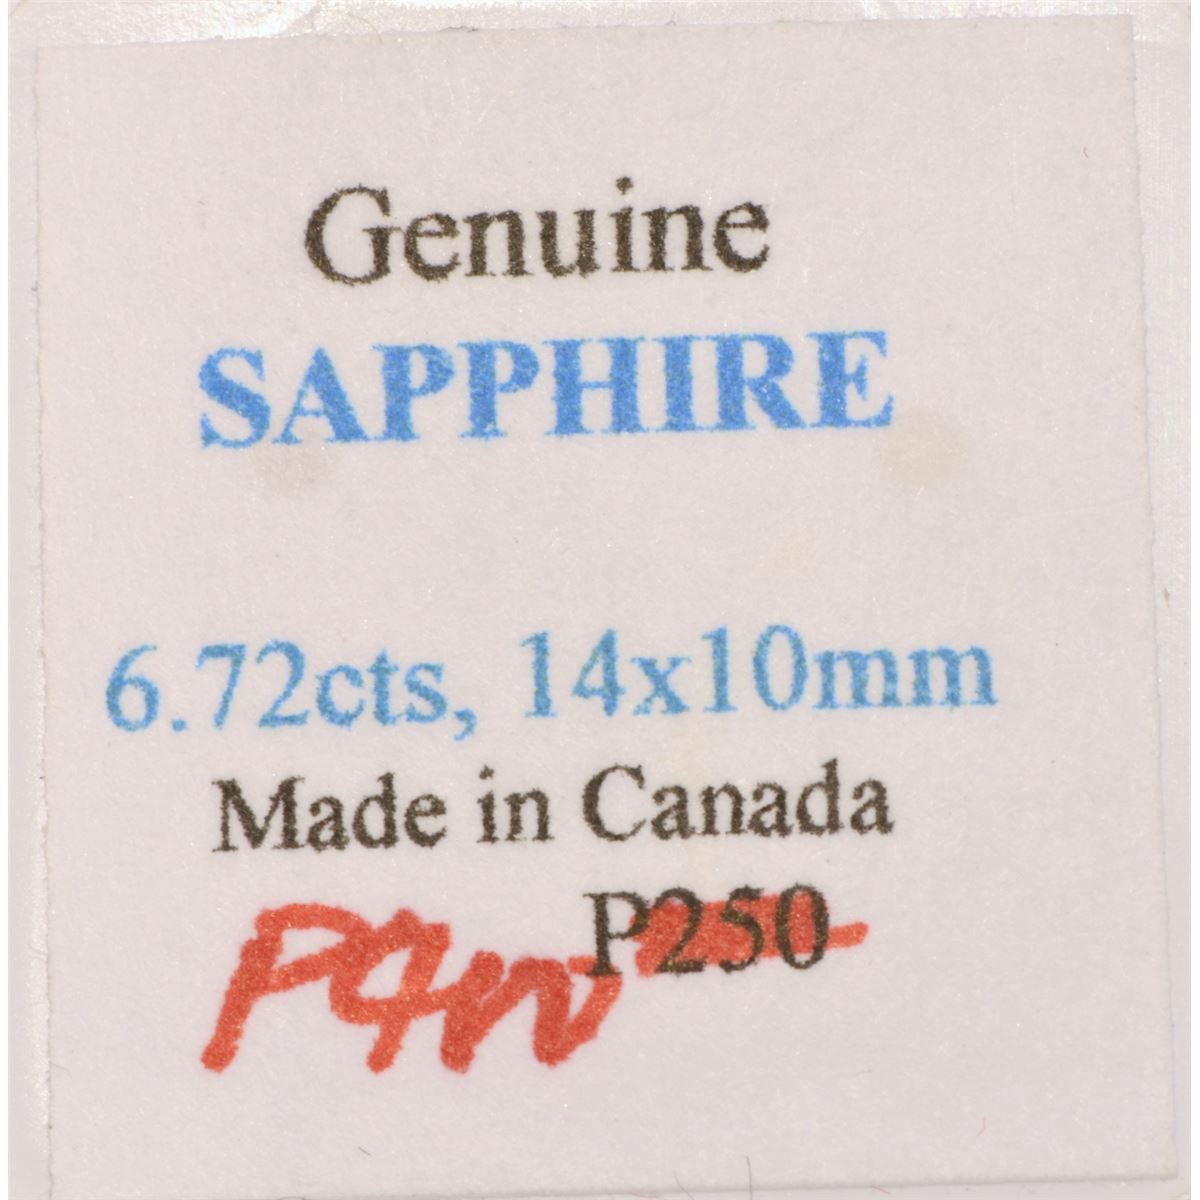 Genuine
SAPPHIRE
6.72cts, 14x10mm
Made in Canada
P250